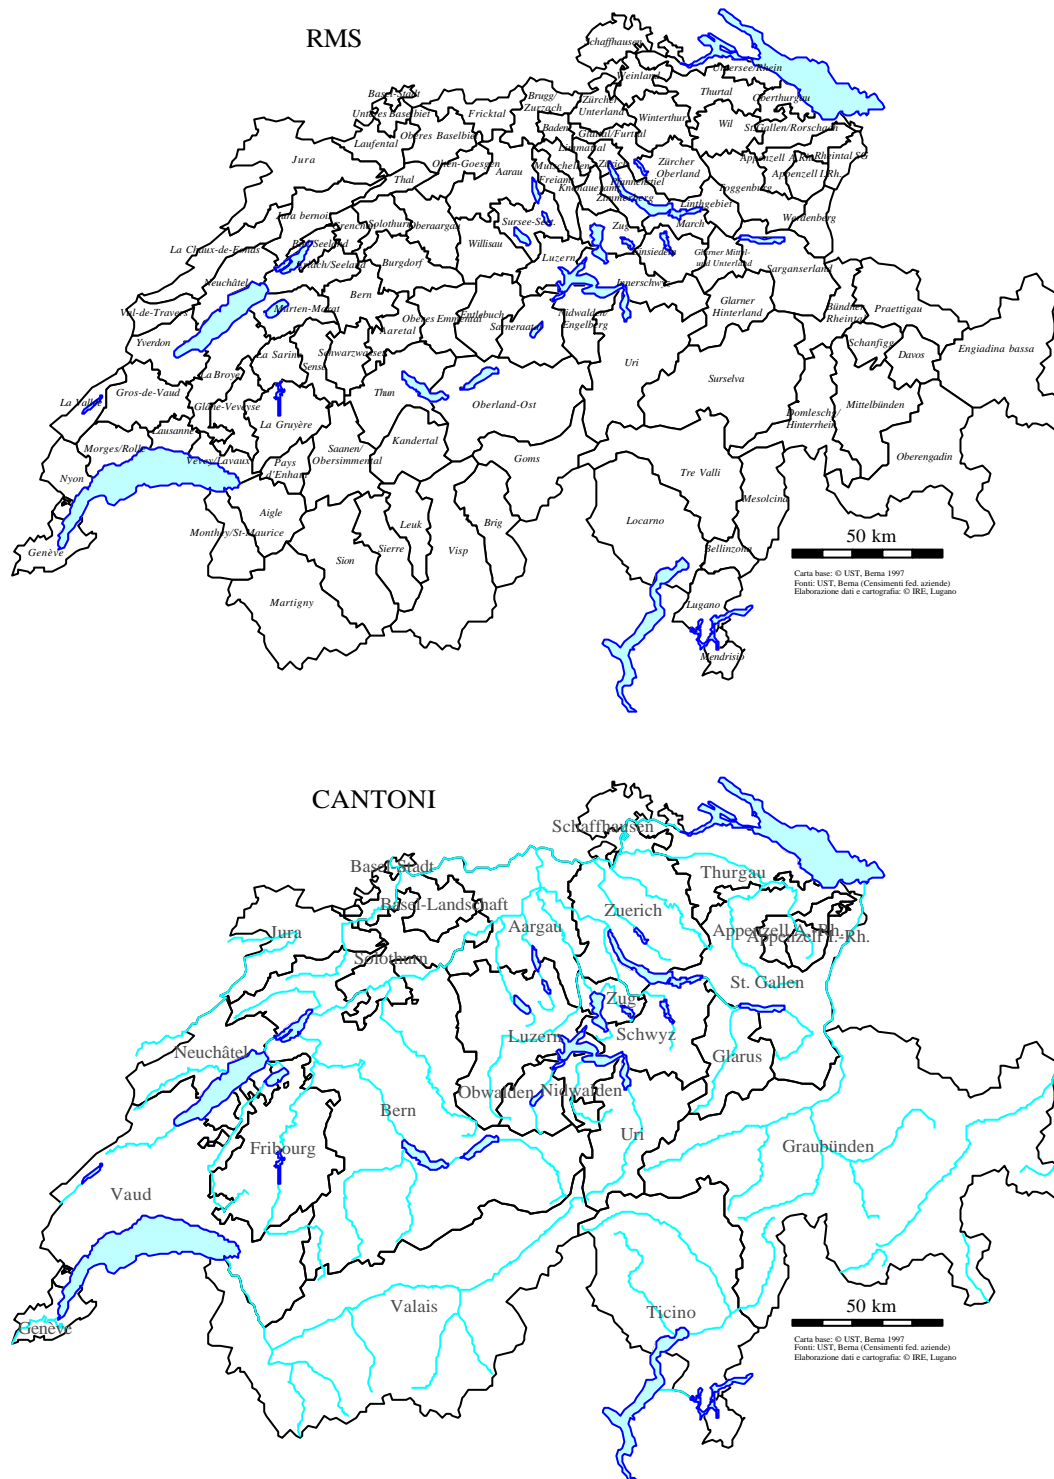 RMS
Schaffhausen
Untersee/Rhein
Weinland
Thurtal
Oberthurgau
Basel-Stadt
Unteres Baselbiet
Laufental
Oberes Baselbiet
Fricktal
Brugg/
Zurzach
Zürcher
Unterland
Winterthur
Wil
St.Gallen/Rorschach
Baden
Glattal/Furttal
Limmattal
Jura
Thal
Olten-Goesgen
Aarau
Mutschellen
Freiamt
Zürich
Knonaueramt
Pfannenstiel
Zimmerberg
Zürcher
Oberland
Appenzell A.Rh.
Rheintal SG
Appenzell I.Rh.
Toggenburg
Linthgebiet
Werdenberg
Jura bernois
Grenchen
Solothurn
Oberaargau
Sursee-Seet.
Willisau
Zug
March
La Chaux-de-Fonds
Biel/Seeland
Erlach/Seeland
Burgdorf
Luzern
Einsiedeln
Glarner Mittel-
und Unterland
Sarganserland
Neuchâtel
Bern
Innerschwyz
Val-de-Travers
Murten-Morat
Aaretal
Oberes Emmental
Entlebuch
Sarneraatal
Nidwalden/
Engelberg
Glarner
Hinterland
Bündner
Rheintal
Praettigau
Yverdon
La Sarine
Sense
Schwarzwasser
Schanfigg
Davos
Engiadina bassa
La Vallée
Gros-de-Vaud
La Broye
Glâne-Veveyse
Thun
Oberland-Ost
Uri
Surselva
Mittelbünden
Domleschg/
Hinterrhein
La Gruyère
Lausanne
Morges/Rolle
Vevey/Lavaux
Pays
d'Enhaut
Saanen/
Obersimmental
Kandertal
Goms
Tre Valli
Oberengadin
Nyon
Aigle
Mesolcina
Genève
Monthey/St-Maurice
Sion
Sierre
Leuk
Visp
Brig
Locarno
Bellinzona
Martigny
Lugano
Mendrisio
50 km
Carta base: © UST, Berna 1997
Fonti: UST, Berna (Censimenti fed. aziende)
Elaborazione dati e cartografia: © IRE, Lugano
CANTONI
Schaffhausen
Basel-Stadt
Thurgau
Basel-Landschaft
Zuerich
Jura
Aargau
Appenzell A.-Rh.
Appenzell I.-Rh.
Solothurn
St. Gallen
Zug
Luzern
Schwyz
Neuchâtel
Glarus
Obwalden
Nidwalden
Bern
Uri
Fribourg
Graubünden
Vaud
Valais
Ticino
Genève
50 km
Carta base: © UST, Berna 1997
Fonti: UST, Berna (Censimenti fed. aziende)
Elaborazione dati e cartografia: © IRE, Lugano